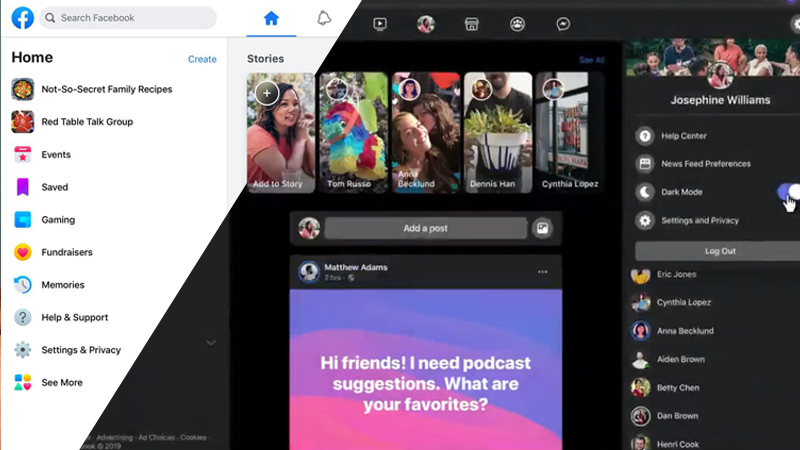 Search Facebook
Home
Create
Not-So-Secret Family Recipes
Red Table Talk Group
Events
Saved
Gaming
Fundraisers
Memories
Help & Support
Settings & Privacy
See More
· Advertising · Ad Choices · Cookies ·
ook © 2019
Stories
See All
Add to Story
Tom Russo
Anna
Becklund
Dennis Han
Cynthia Lopez
Add a post
Matthew Adams
2 hrs ·
Hi friends! I need podcast
suggestions. What are
your favorites?
Josephine Williams
Help Center
News Feed Preferences
Dark Mode
Settings and Privacy
Log Out
Eric Jones
Cynthia Lopez
Anna Becklund
Aiden Brown
Betty Chen
Dan Brown
Henri Cook